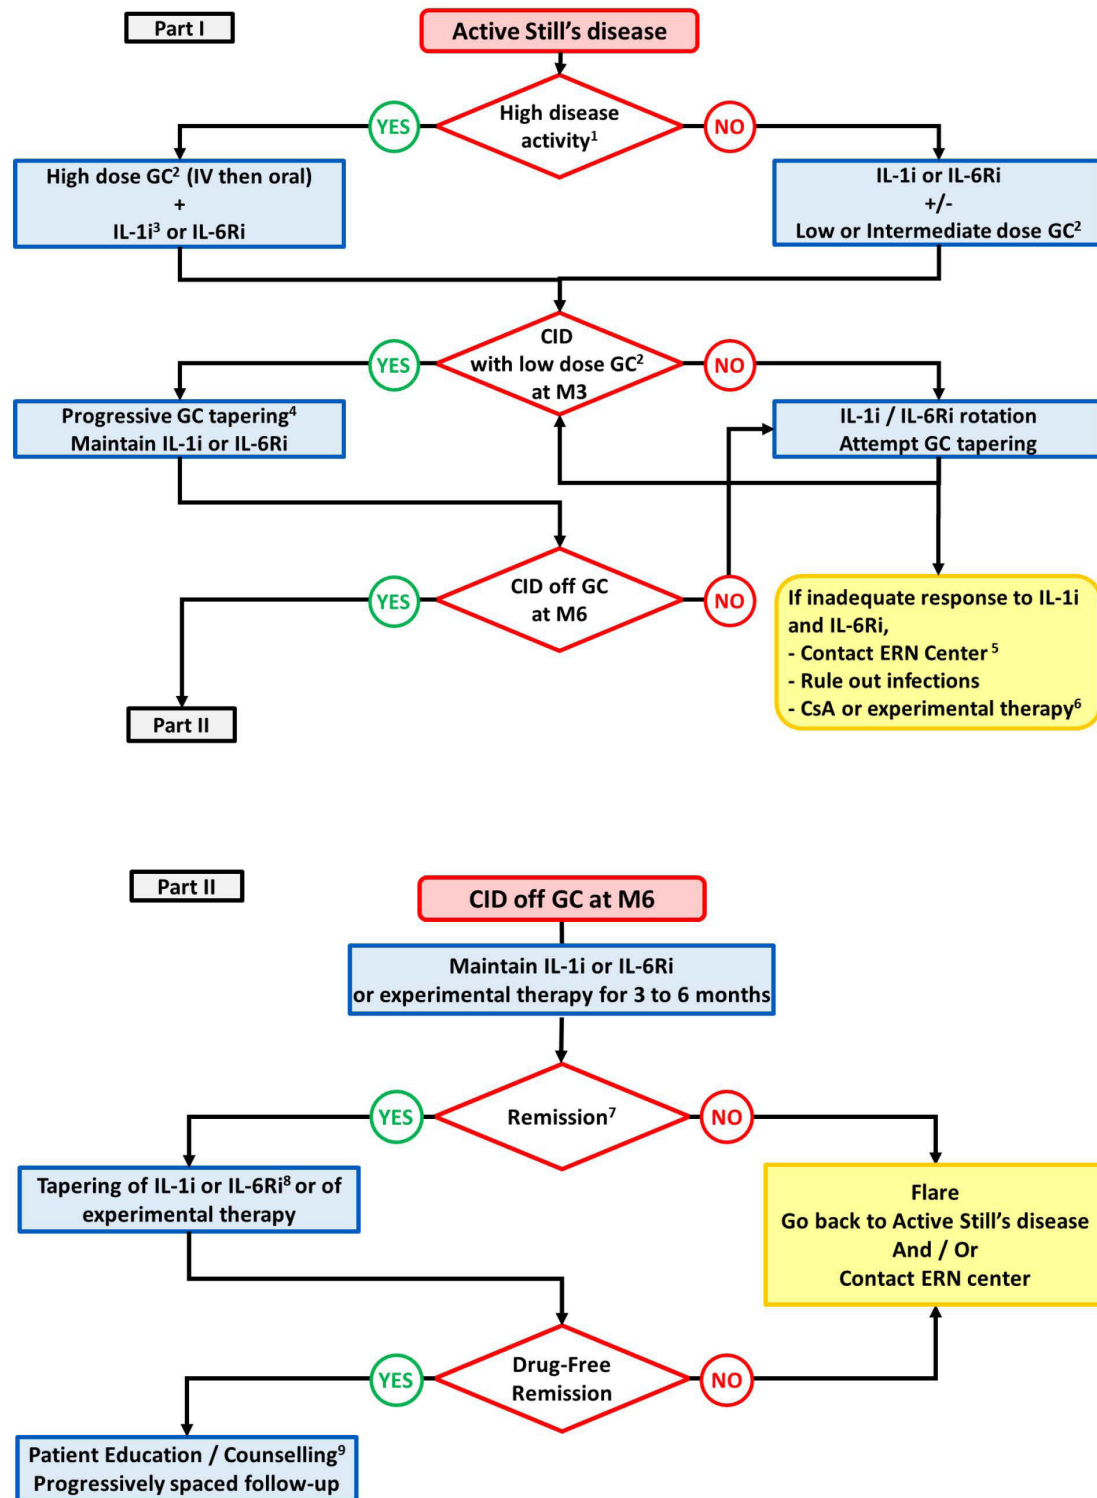 Part I
Active Still's disease
High disease
activity1
YES
NO
High dose GC2 (IV then oral)
+
IL-1i3 or IL-6Ri
IL-1i or IL-6Ri
+/-
Low or Intermediate dose GC2
CID
with low dose GC2
at M3
YES
NO
Progressive GC tapering4
Maintain IL-1i or IL-6Ri
IL-1i / IL-6Ri rotation
Attempt GC tapering
CID off GC
at M6
YES
NO
If inadequate response to IL-1i
and IL-6Ri,
- Contact ERN Center 5
- Rule out infections
- CsA or experimental therapy6
Part II
Part II
CID off GC at M6
Maintain IL-1i or IL-6Ri
or experimental therapy for 3 to 6 months
Remission7
YES
NO
Tapering of IL-1i or IL-6Ri8 or of
experimental therapy
Flare
Go back to Active Still's disease
And / Or
Contact ERN center
Drug-Free
Remission
YES
NO
Patient Education / Counselling9
Progressively spaced follow-up